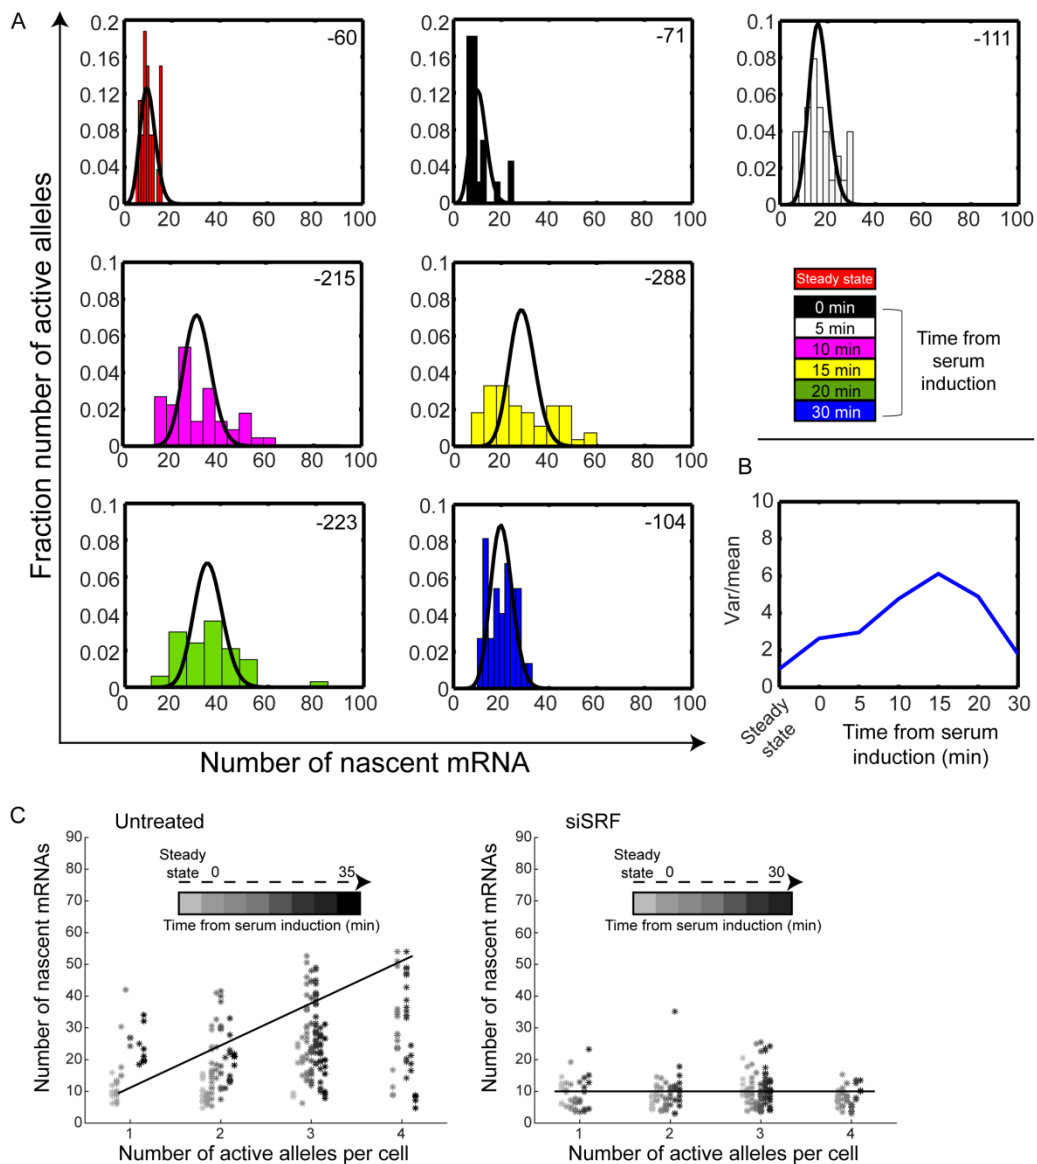 A
Fraction number of active alleles
Number of nascent mRNA
0.2
0.16
0.12
0.08
0.04
0
0 20 40 60 80 100
-60
0.2
0.16
0.12
0.08
0.04
0
0 20 40 60 80 100
-71
0.1
0.08
0.06
0.04
0.02
0
0 20 40 60 80 100
-111
0.1
0.08
0.06
0.04
0.02
0
0 20 40 60 80 100
-215
0.1
0.08
0.06
0.04
0.02
0
0 20 40 60 80 100
-288
Steady state
0 min
5 min
10 min
15 min
20 min
30 min
Time from
serum
induction
0.1
0.08
0.06
0.04
0.02
0
0 20 40 60 80 100
-223
0.1
0.08
0.06
0.04
0.02
0
0 20 40 60 80 100
-104
B
Var/mean
10
8
6
4
2
0
Steady
state
0 5 10 15 20 30
Time from serum
induction (min)
C
Untreated
Number of nascent mRNAs
90
80
70
60
50
40
30
20
10
0
Steady
state
0 35
Time from serum induction (min)
1 2 3 4
Number of active alleles per cell
siSRF
Number of nascent mRNAs
90
80
70
60
50
40
30
20
10
0
Steady
state
0 30
Time from serum induction (min)
1 2 3 4
Number of active alleles per cell